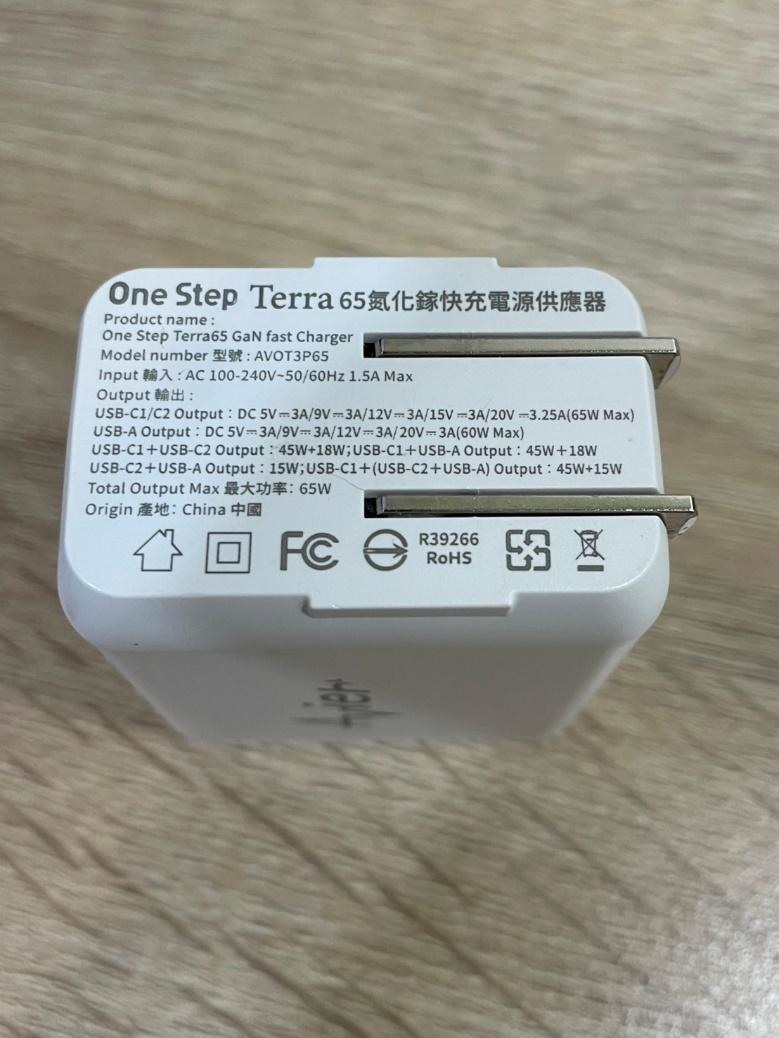 One Step Terra 65氮化鎵快充電源供應器
Product name :
One Step Terra65 GaN fast Charger
Model number 型號 : AVOT3P65
Input 輸入 : AC 100-240V~50/60Hz 1.5A Max
Output 輸出 :
USB-C1/C2 Output : DC 5V⎓3A/9V⎓3A/12V⎓3A/15V⎓3A/20V⎓3.25A(65W Max)
USB-A Output : DC 5V⎓3A/9V⎓3A/12V⎓3A/20V⎓3A(60W Max)
USB-C1+USB-C2 Output : 45W+18W;USB-C1+USB-A Output : 45W+18W
USB-C2+USB-A Output : 15W;USB-C1+(USB-C2+USB-A) Output : 45W+15W
Total Output Max 最大功率: 65W
Origin 產地: China 中國
FC R39266
RoHS